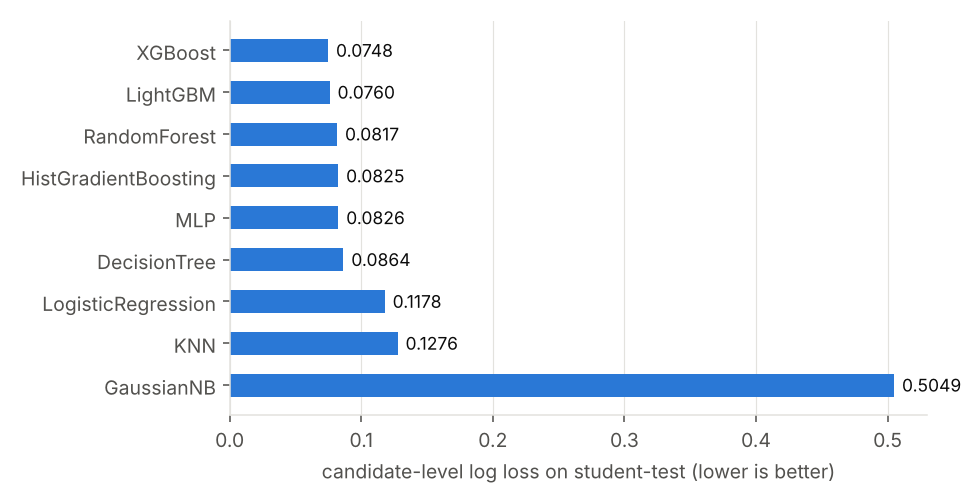 XGBoost 0.0748
LightGBM 0.0760
RandomForest 0.0817
HistGradientBoosting 0.0825
MLP 0.0826
DecisionTree 0.0864
LogisticRegression 0.1178
KNN 0.1276
GaussianNB 0.5049
0.0 0.1 0.2 0.3 0.4 0.5
candidate-level log loss on student-test (lower is better)